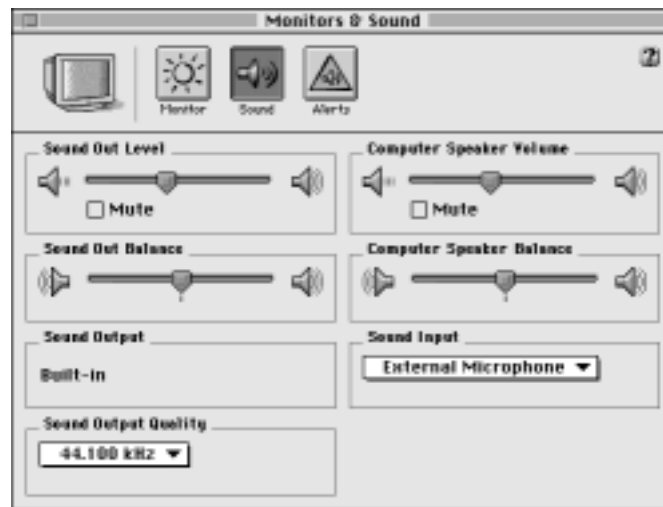 Monitors & Sound
Monitor Sound Alerts
Sound Out Level
Mute
Computer Speaker Volume
Mute
Sound Out Balance
Computer Speaker Balance
Sound Output
Built-in
Sound Input
External Microphone
Sound Output Quality
44.100 kHz